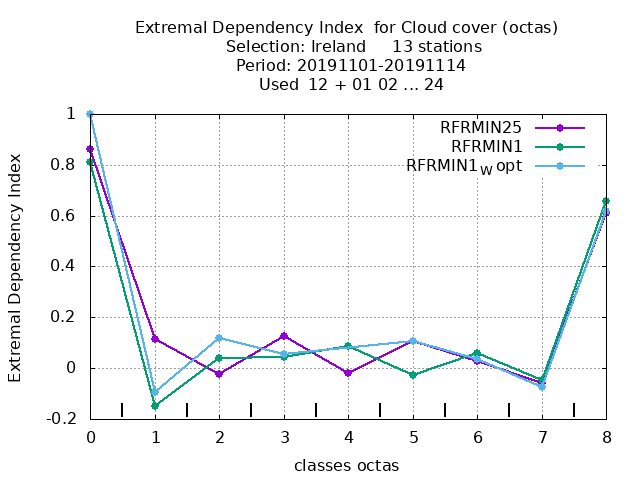 Extremal Dependency Index  for Cloud cover (octas)
Selection: Ireland     13 stations
Period: 20191101-20191114
Used  12 + 01 02 ... 24
Extremal Dependency Index
1
0.8
0.6
0.4
0.2
0
-0.2
RFRMIN25
RFRMIN1
RFRMIN1w opt
0 1 2 3 4 5 6 7 8
classes octas